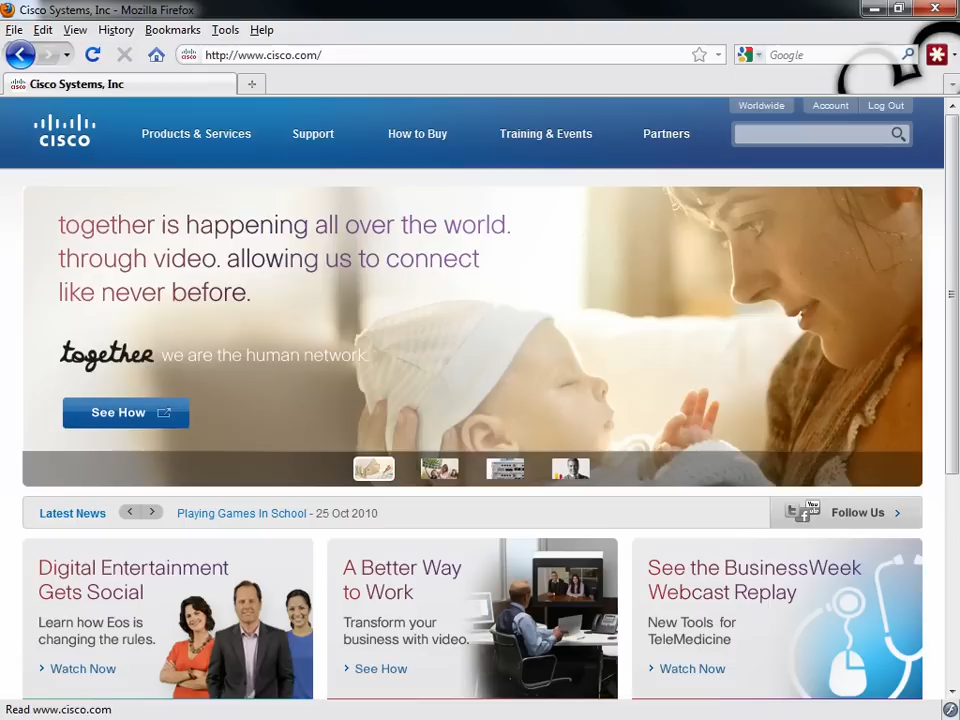 Cisco Systems, Inc - Mozilla Firefox
File Edit View History Bookmarks Tools Help
http://www.cisco.com/
Google
Cisco Systems, Inc
Worldwide Account Log Out
CISCO
Products & Services Support How to Buy Training & Events Partners
together is happening all over the world.
through video. allowing us to connect
like never before.
together we are the human network.
See How
Latest News Playing Games In School - 25 Oct 2010 Follow Us
Digital Entertainment
Gets Social
Learn how Eos is
changing the rules.
Watch Now
A Better Way
to Work
Transform your
business with video.
See How
See the BusinessWeek
Webcast Replay
New Tools for
TeleMedicine
Watch Now
Read www.cisco.com